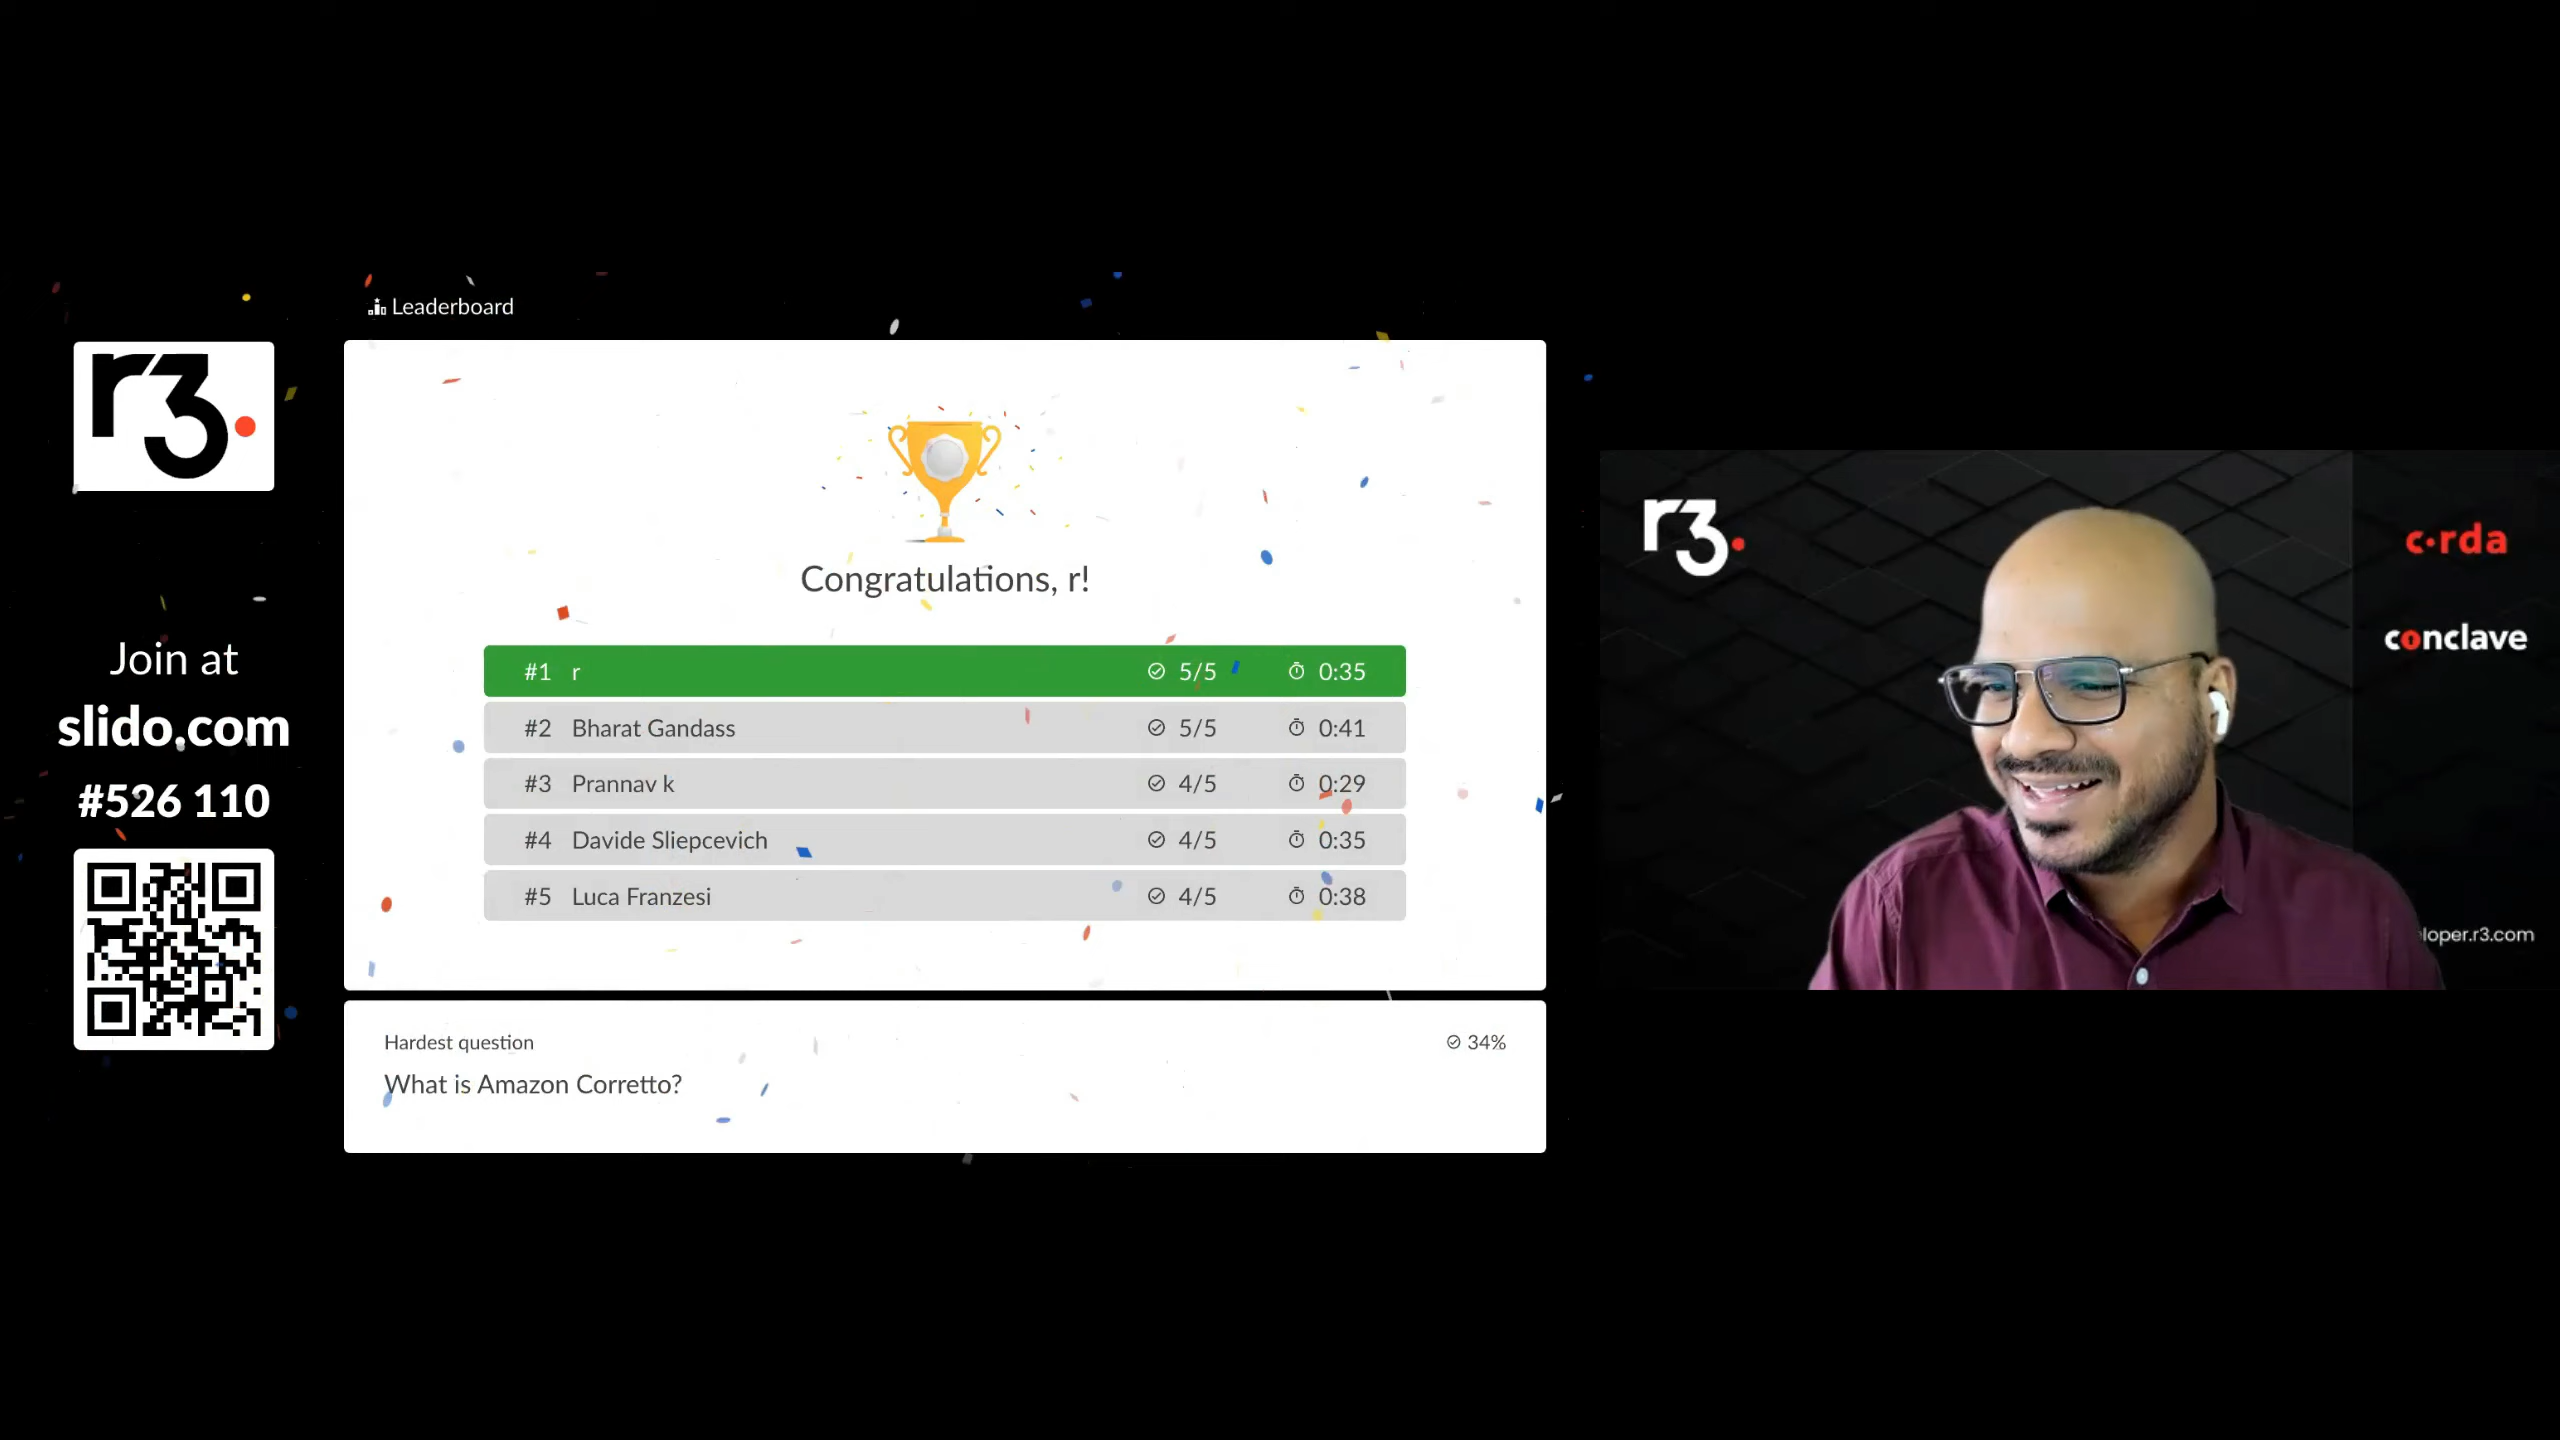 Leaderboard
r3.
Join at
slido.com
#526 110
Congratulations, r!
#1 r 5/5 0:35
#2 Bharat Gandass 5/5 0:41
#3 Prannav k 4/5 0:29
#4 Davide Sliepcevich 4/5 0:35
#5 Luca Franzesi 4/5 0:38
Hardest question 34%
What is Amazon Corretto?
r3.
c•rda
conclave
loper.r3.com